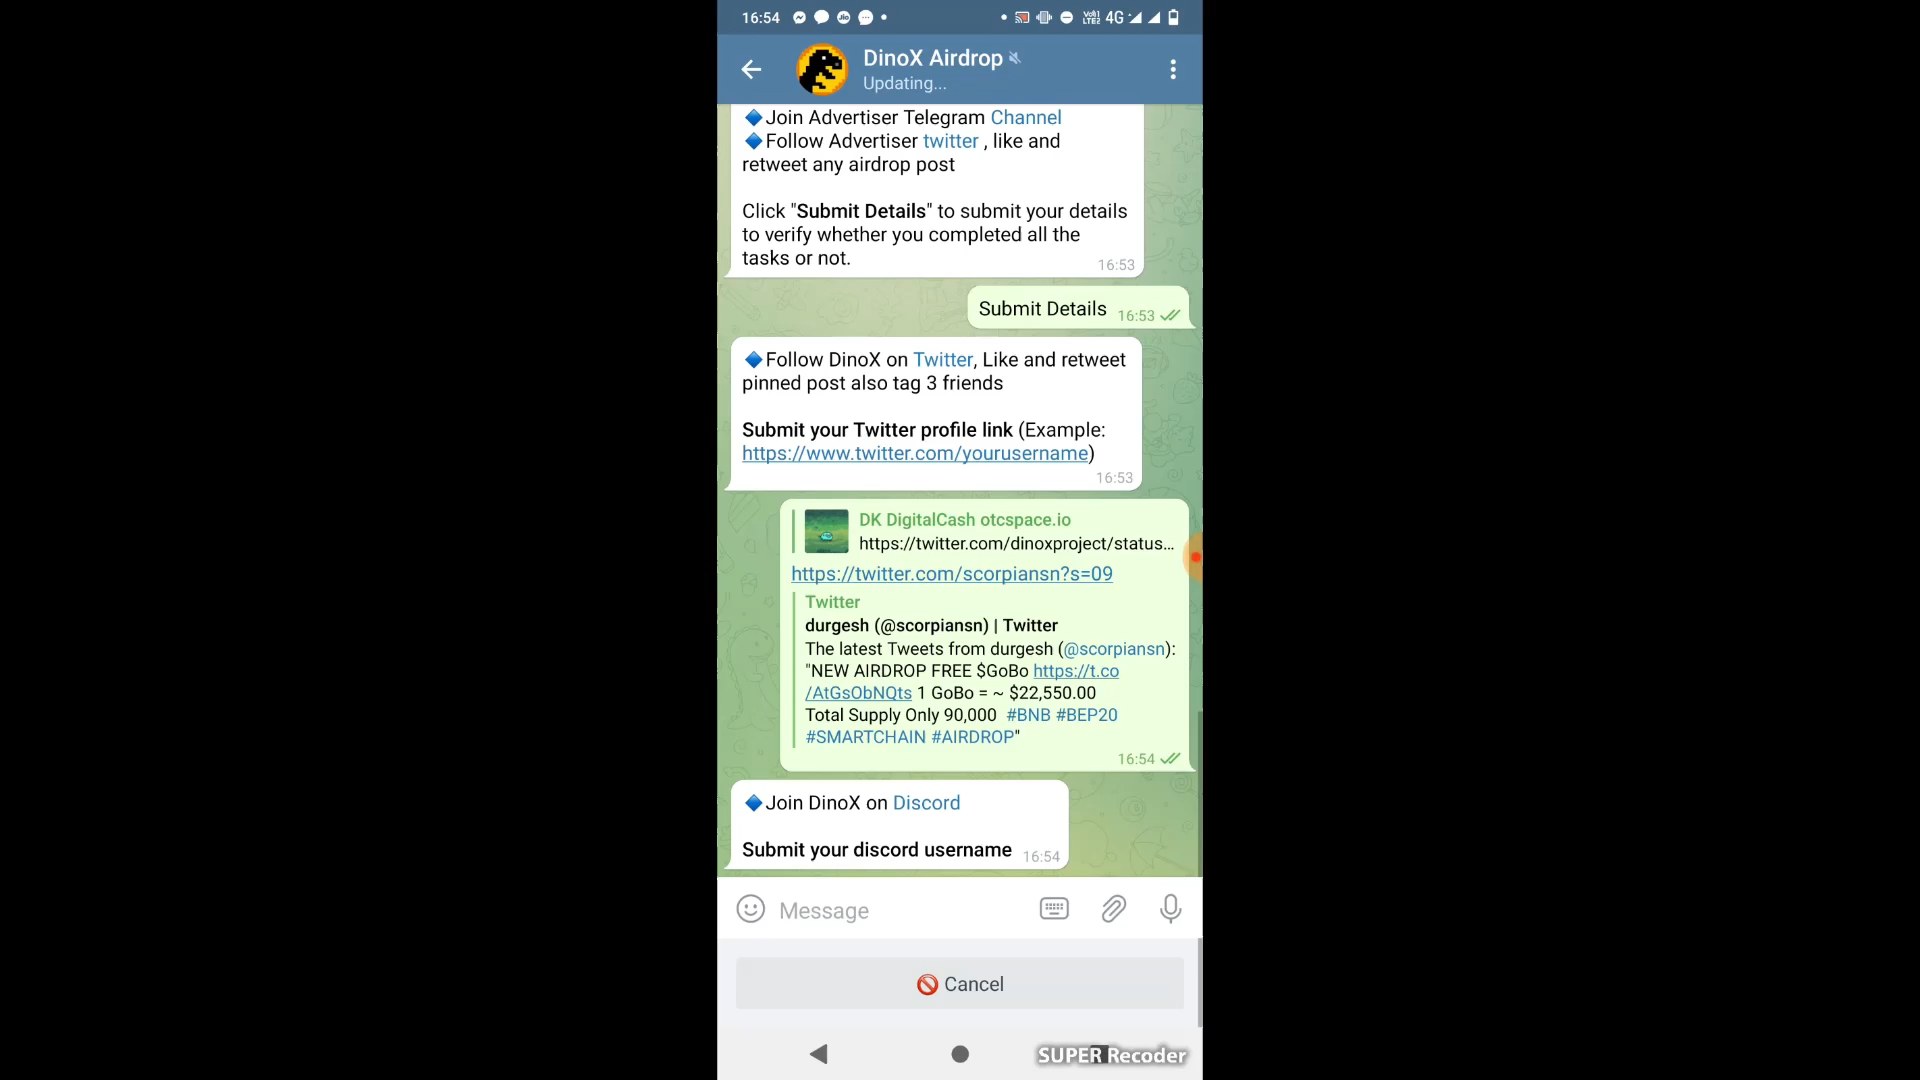 16:54
VoI) 4G
LTE2
DinoX Airdrop
Updating...
Join Advertiser Telegram Channel
Follow Advertiser twitter , like and
retweet any airdrop post
Click "Submit Details" to submit your details
to verify whether you completed all the
tasks or not.
16:53
Submit Details 16:53
Follow DinoX on Twitter, Like and retweet
pinned post also tag 3 friends
Submit your Twitter profile link (Example:
https://www.twitter.com/yourusername)
16:53
DK DigitalCash otcspace.io
https://twitter.com/dinoxproject/status...
https://twitter.com/scorpiansn?s=09
Twitter
durgesh (@scorpiansn) | Twitter
The latest Tweets from durgesh (@scorpiansn):
"NEW AIRDROP FREE $GoBo https://t.co
/AtGsObNQts 1 GoBo = ~ $22,550.00
Total Supply Only 90,000 #BNB #BEP20
#SMARTCHAIN #AIRDROP"
16:54
Join DinoX on Discord
Submit your discord username 16:54
Message
Cancel
SUPER Recoder